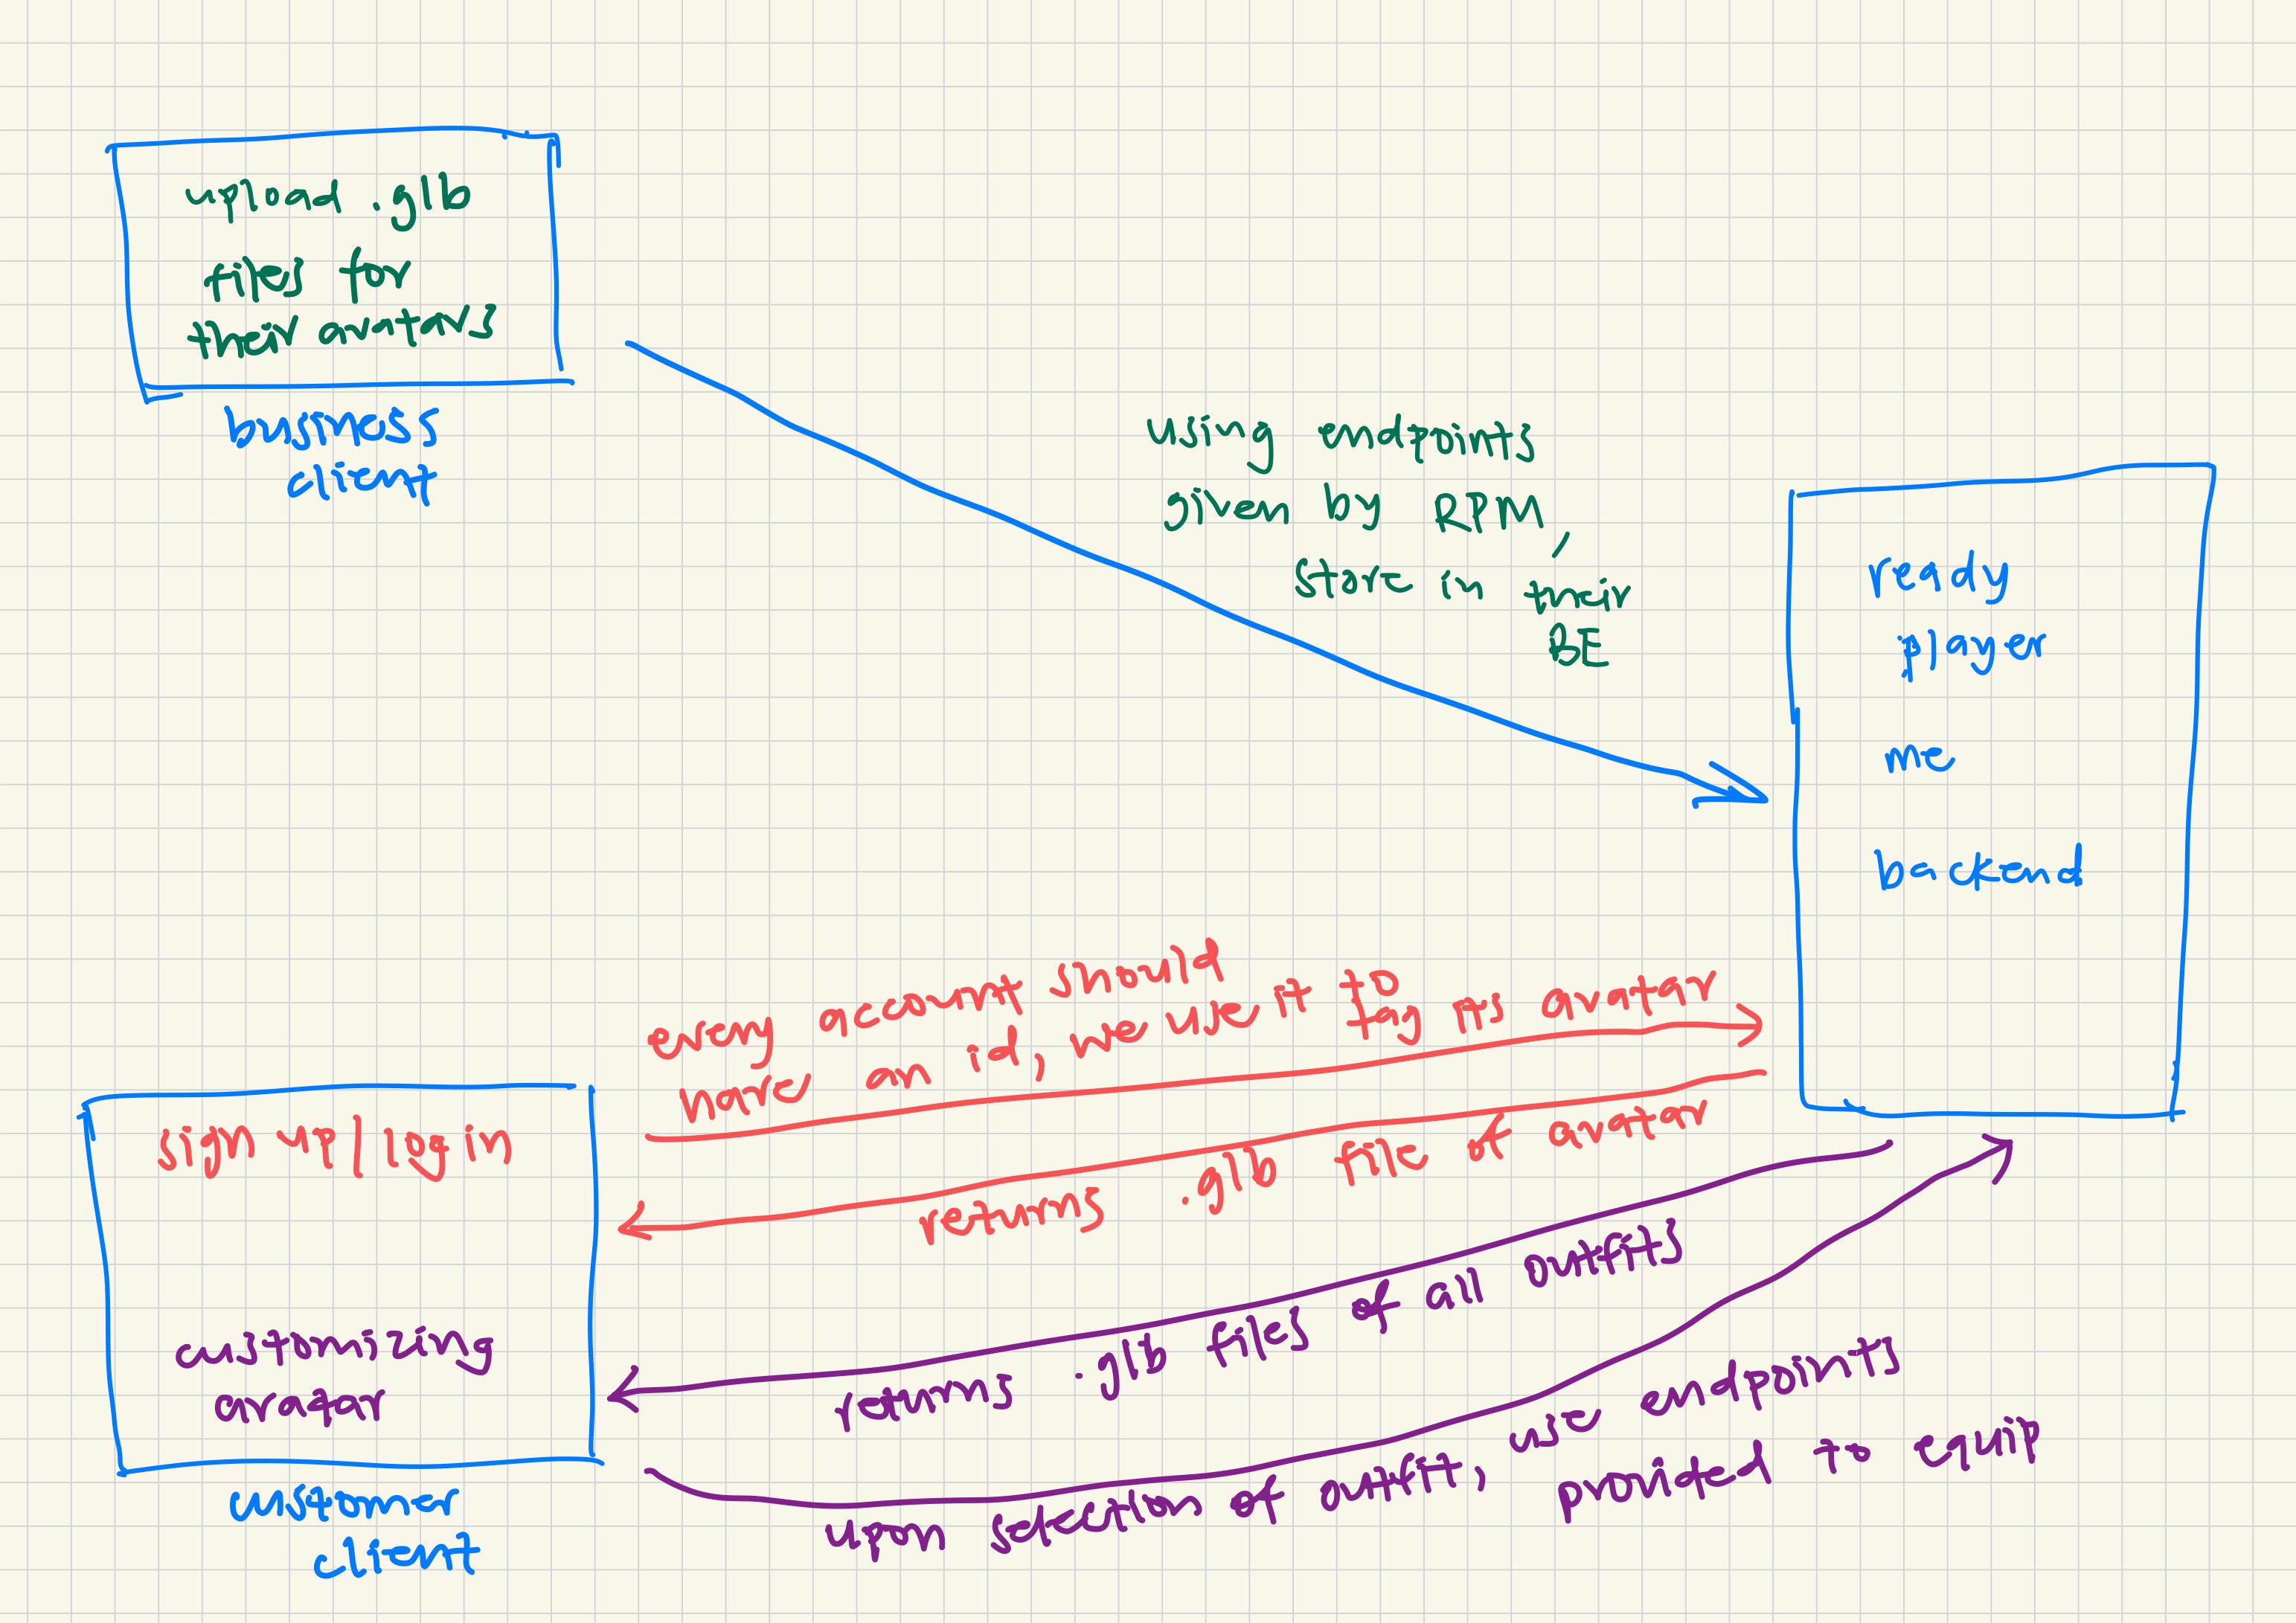 upload .glb
files for
their avatars
business
client
using endpoints
given by RPM,
store in their
BE
ready
player
me
backend
every account should
have an id, we use it to tag its avatar
returns .glb file of avatar
sign up / log in
customizing
avatar
customer
client
returns .glb files of all outfits
upon selection of outfit, use endpoints
provided to equip